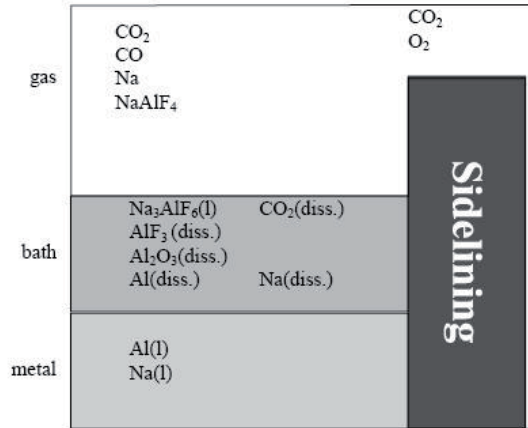 CO₂
O₂
CO₂
CO
Na
NaAlF₄
gas
Na₃AlF₆(l) CO₂(diss.)
AlF₃ (diss.)
Al₂O₃(diss.)
Al(diss.) Na(diss.)
bath
Al(l)
Na(l)
metal
Sidelining